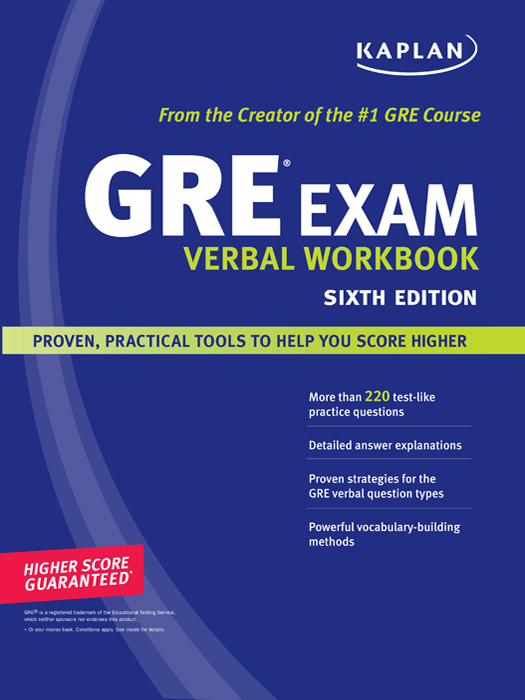 KAPLAN
From the Creator of the #1 GRE Course
GRE® EXAM
VERBAL WORKBOOK
SIXTH EDITION
PROVEN, PRACTICAL TOOLS TO HELP YOU SCORE HIGHER
More than 220 test-like
practice questions
Detailed answer explanations
Proven strategies for the
GRE verbal question types
Powerful vocabulary-building
methods
HIGHER SCORE
GUARANTEED*
GRE® is a registered trademark of the Educational Testing Service,
which neither sponsors nor endorses this product.
• Or your money back. Conditions apply. See inside for details.